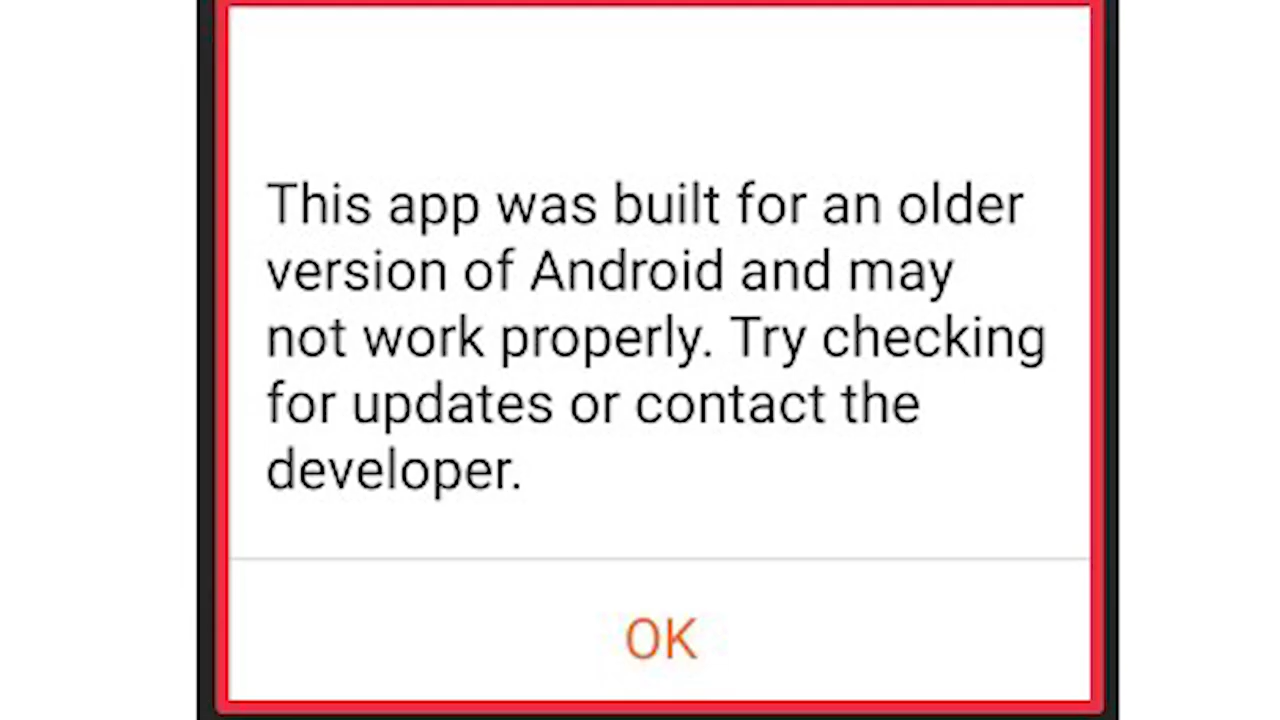 This app was built for an older
version of Android and may
not work properly. Try checking
for updates or contact the
developer.
OK